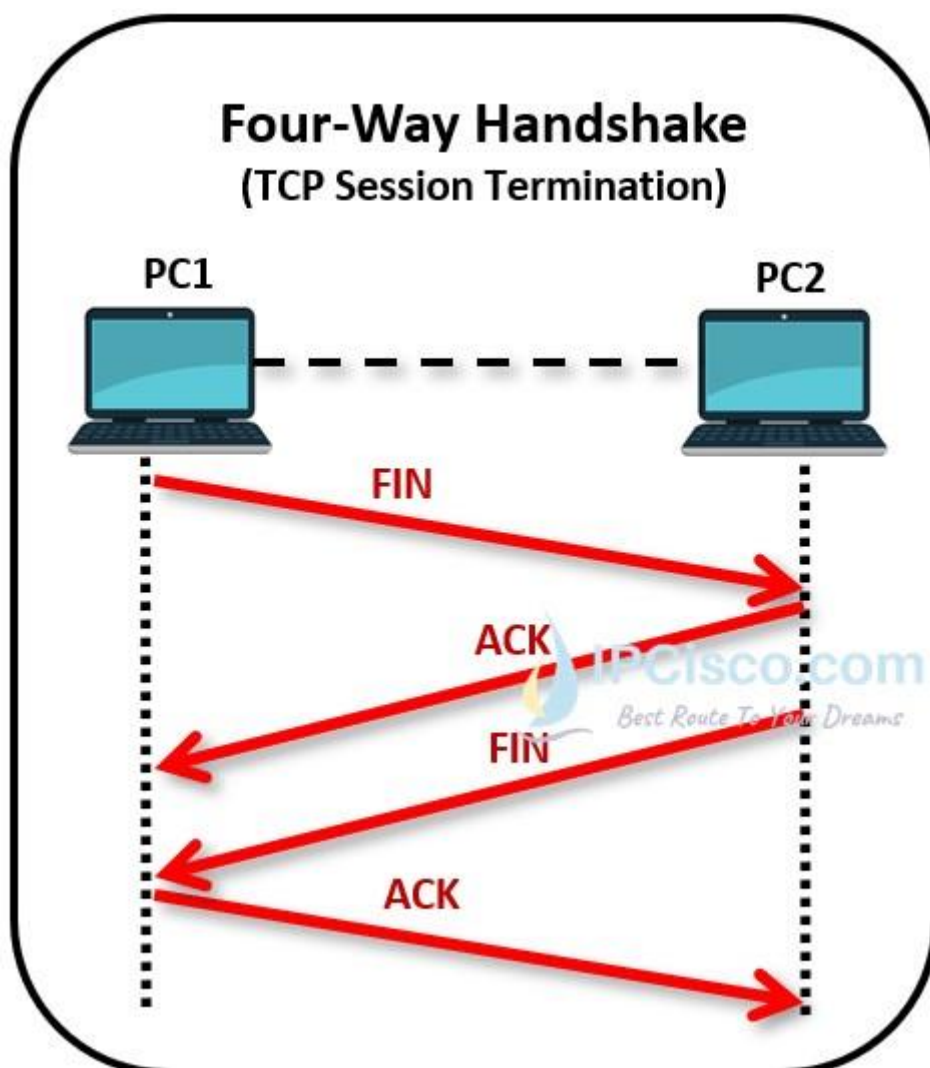 Four-Way Handshake
(TCP Session Termination)
PC1
PC2
FIN
ACK
IPCisco.com
Best Route To Your Dreams
FIN
ACK